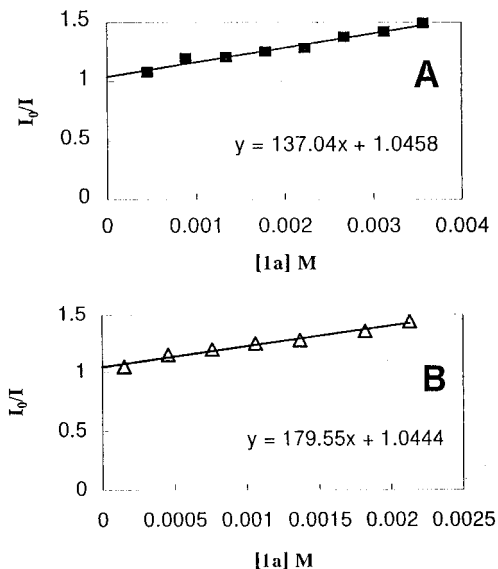 1.5
A
1
I₀/I
0.5
y = 137.04x + 1.0458
0
0 0.001 0.002 0.003 0.004
[1a] M
1.5
B
1
I₀/I
0.5
y = 179.55x + 1.0444
0
0 0.0005 0.001 0.0015 0.002 0.0025
[1a] M